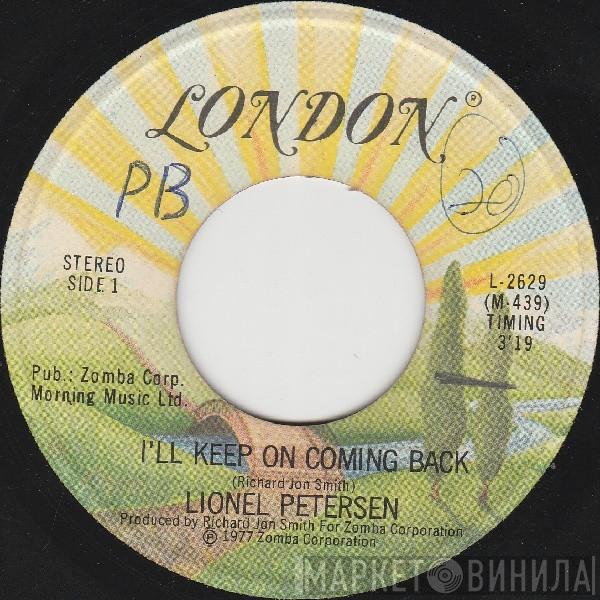 LONDON®
PB
20
STEREO
SIDE 1
L-2629
(M-439)
TIMING
3'19
Pub.: Zomba Corp.
Morning Music Ltd.
I'LL KEEP ON COMING BACK
(Richard Jon Smith)
LIONEL PETERSEN
Produced by Richard Jon Smith For Zomba Corporation
℗ 1977 Zomba Corporation
МАРКЕТ ВИНИЛА